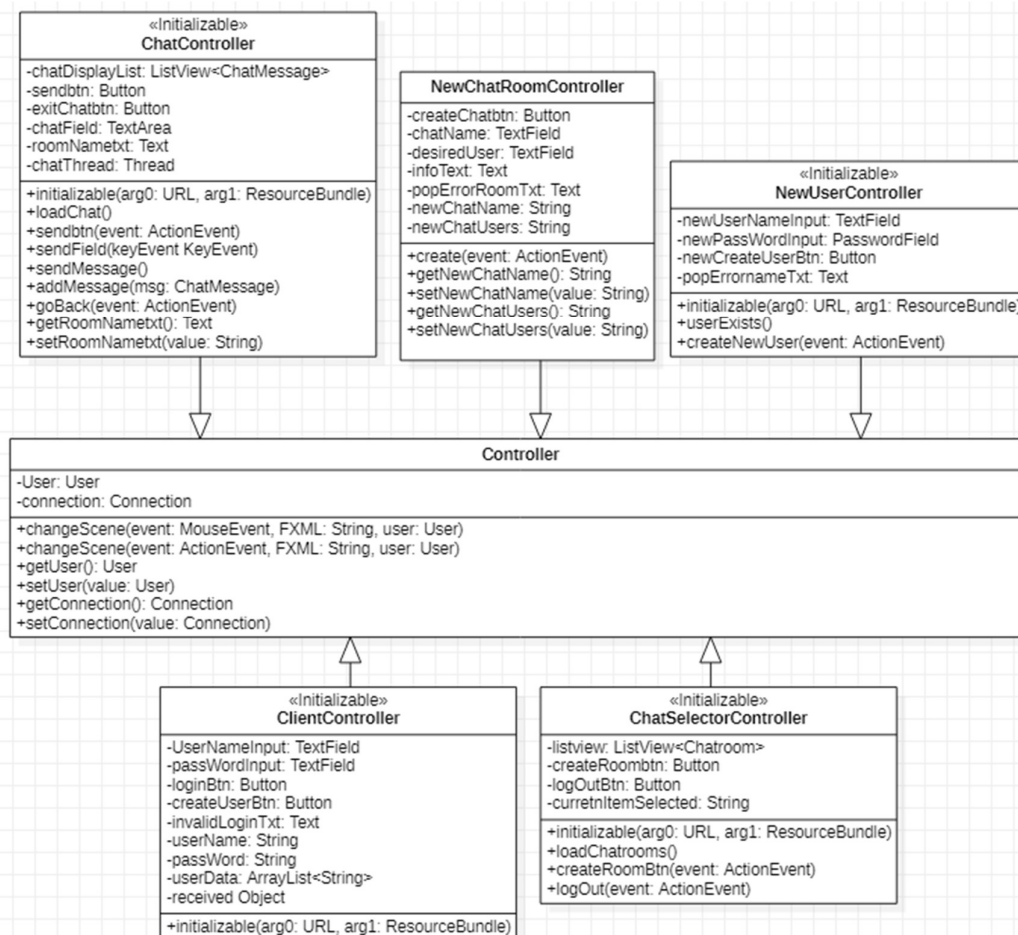 «Initializable»
ChatController
-chatDisplayList: ListView<ChatMessage>
-sendbtn: Button
-exitChatbtn: Button
-chatField: TextArea
-roomNametxt: Text
-chatThread: Thread
+initializable(arg0: URL, arg1: ResourceBundle)
+loadChat()
+sendbtn(event: ActionEvent)
+sendField(keyEvent KeyEvent)
+sendMessage()
+addMessage(msg: ChatMessage)
+goBack(event: ActionEvent)
+getRoomNametxt(): Text
+setRoomNametxt(value: String)
NewChatRoomController
-createChatbtn: Button
-chatName: TextField
-desiredUser: TextField
-infoText: Text
-popErrorRoomTxt: Text
-newChatName: String
-newChatUsers: String
+create(event: ActionEvent)
+getNewChatName(): String
+setNewChatName(value: String)
+getNewChatUsers(): String
+setNewChatUsers(value: String)
«Initializable»
NewUserController
-newUserNameInput: TextField
-newPassWordInput: PasswordField
-newCreateUserBtn: Button
-popErrornameTxt: Text
+initializable(arg0: URL, arg1: ResourceBundle)
+userExists()
+createNewUser(event: ActionEvent)
Controller
-User: User
-connection: Connection
+changeScene(event: MouseEvent, FXML: String, user: User)
+changeScene(event: ActionEvent, FXML: String, user: User)
+getUser(): User
+setUser(value: User)
+getConnection(): Connection
+setConnection(value: Connection)
«Initializable»
ClientController
-UserNameInput: TextField
-passWordInput: TextField
-loginBtn: Button
-createUserBtn: Button
-invalidLoginTxt: Text
-userName: String
-passWord: String
-userData: ArrayList<String>
-received Object
+initializable(arg0: URL, arg1: ResourceBundle)
«Initializable»
ChatSelectorController
-listview: ListView<Chatroom>
-createRoombtn: Button
-logOutBtn: Button
-curretnItemSelected: String
+initializable(arg0: URL, arg1: ResourceBundle)
+loadChatrooms()
+createRoomBtn(event: ActionEvent)
+logOut(event: ActionEvent)